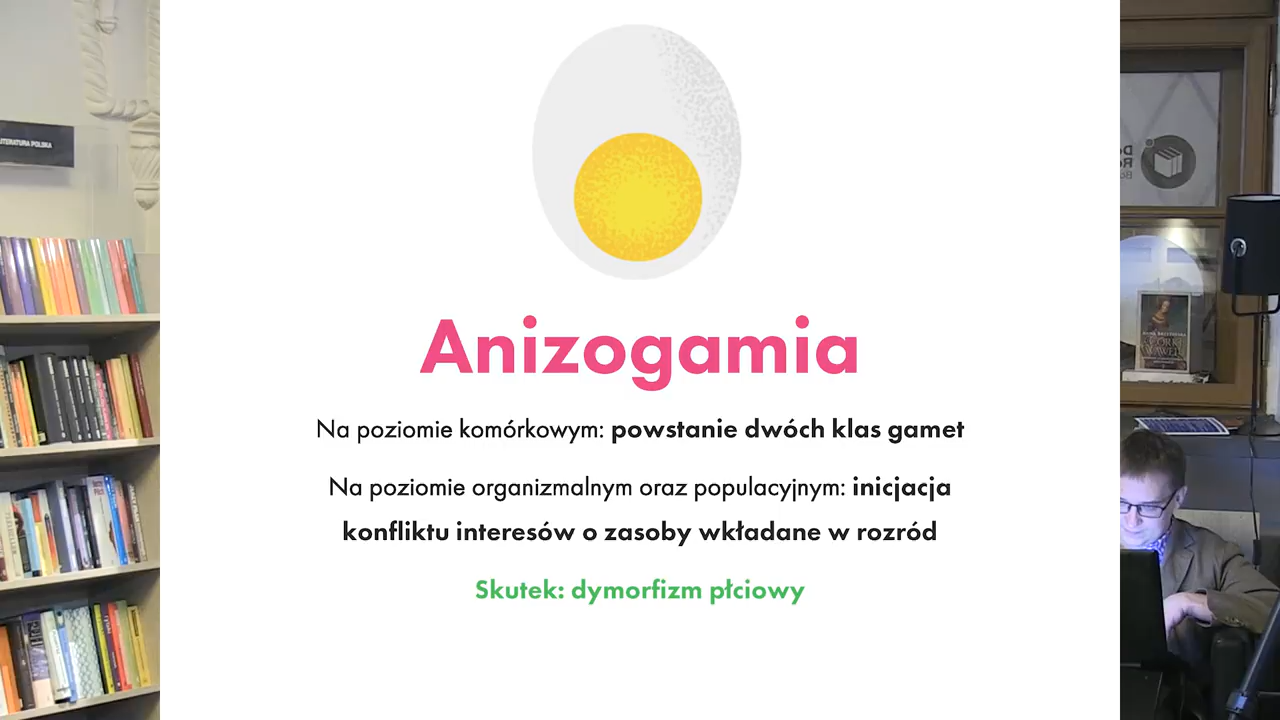 LITERATURA POLSKA
Anizogamia
Na poziomie komórkowym: powstanie dwóch klas gamet
Na poziomie organizmalnym oraz populacyjnym: inicjacja
konfliktu interesów o zasoby wkładane w rozród
Skutek: dymorfizm płciowy